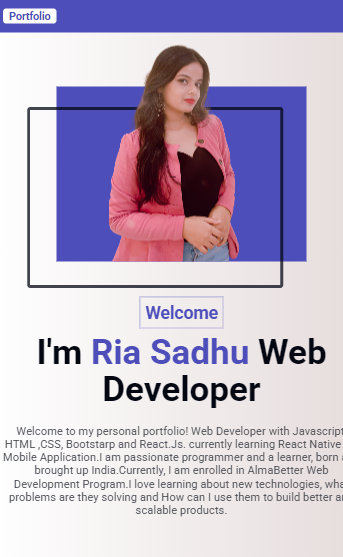 Portfolio
Welcome
I'm Ria Sadhu Web
Developer
Welcome to my personal portfolio! Web Developer with Javascript
HTML ,CSS, Bootstarp and React.Js. currently learning React Native
Mobile Application.I am passionate programmer and a learner, born
brought up India.Currently, I am enrolled in AlmaBetter Web
Development Program.I love learning about new technologies, what
problems are they solving and How can I use them to build better
scalable products.